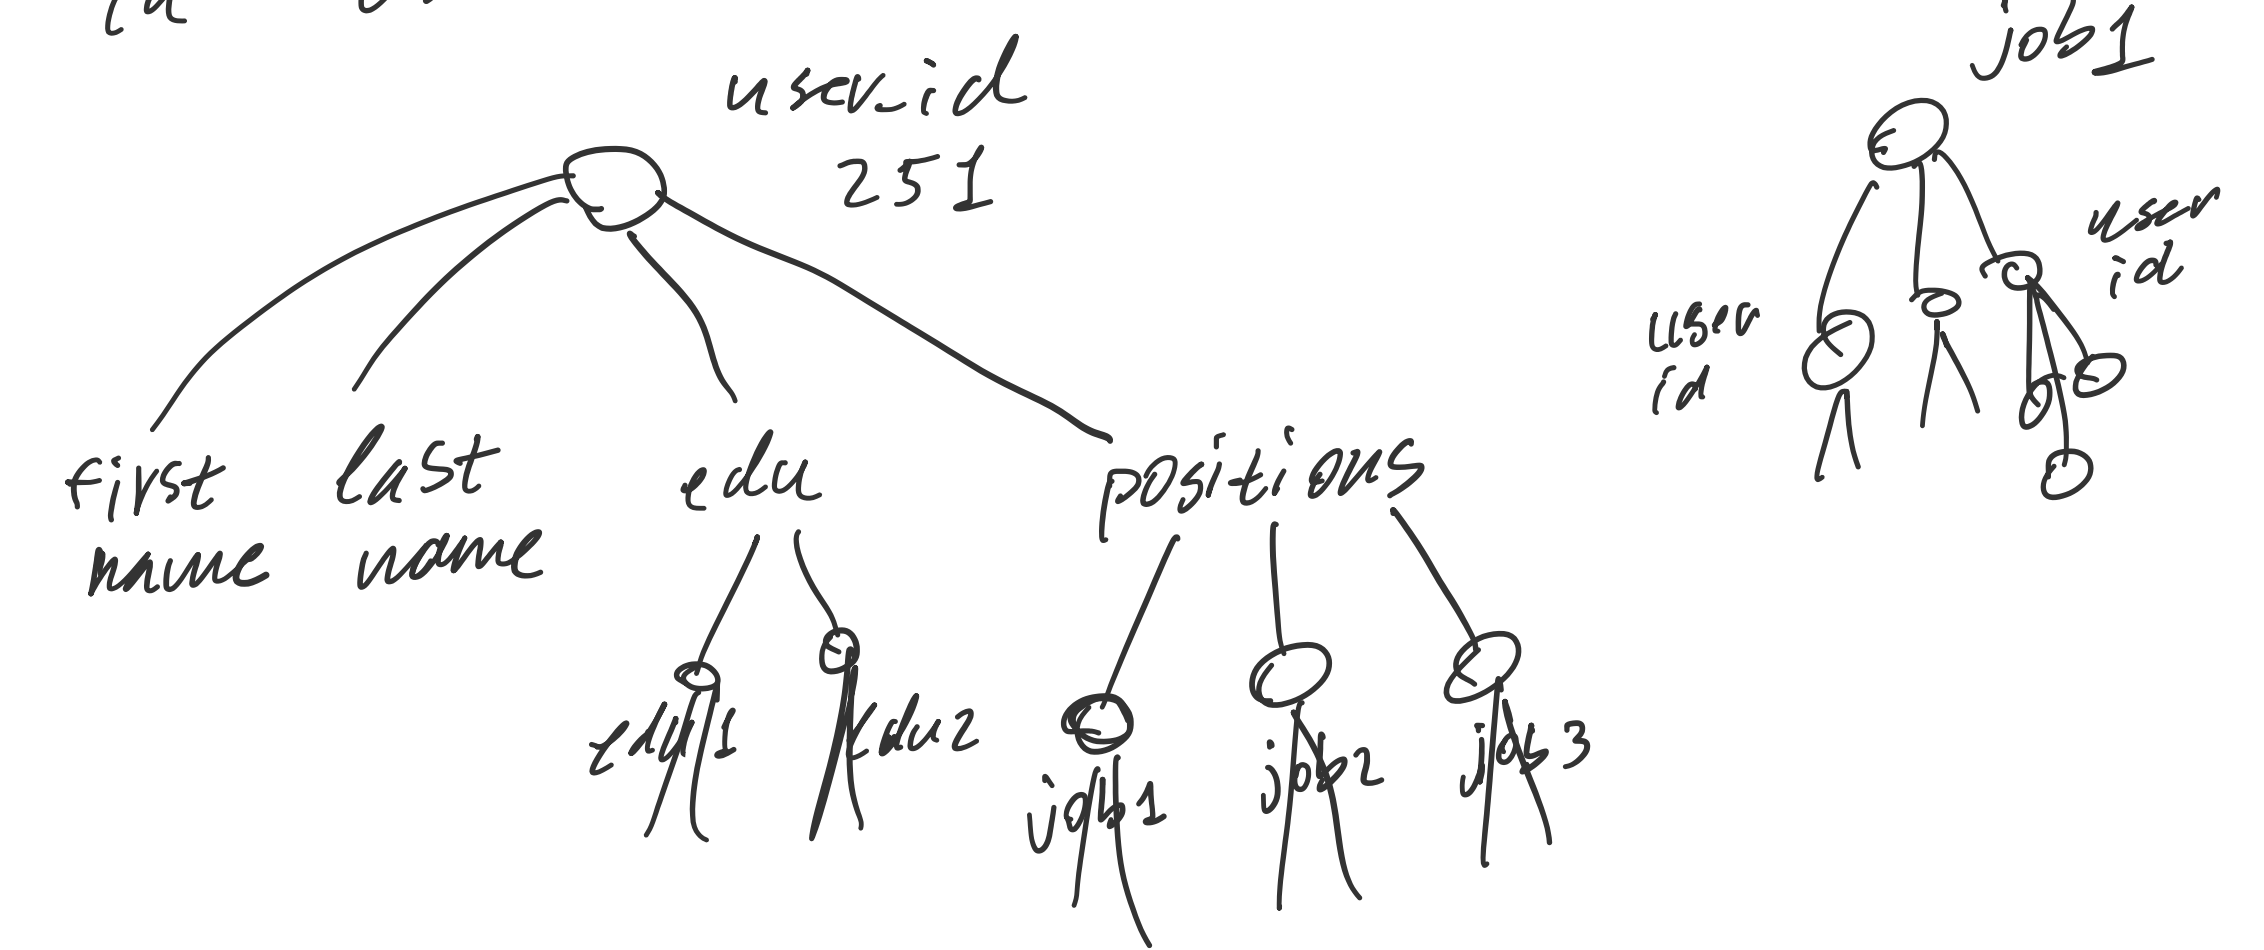 job1
user_id
251
user
id
user
id
first
name
last
name
edu
positions
edu1
edu2
job1
job2
job3